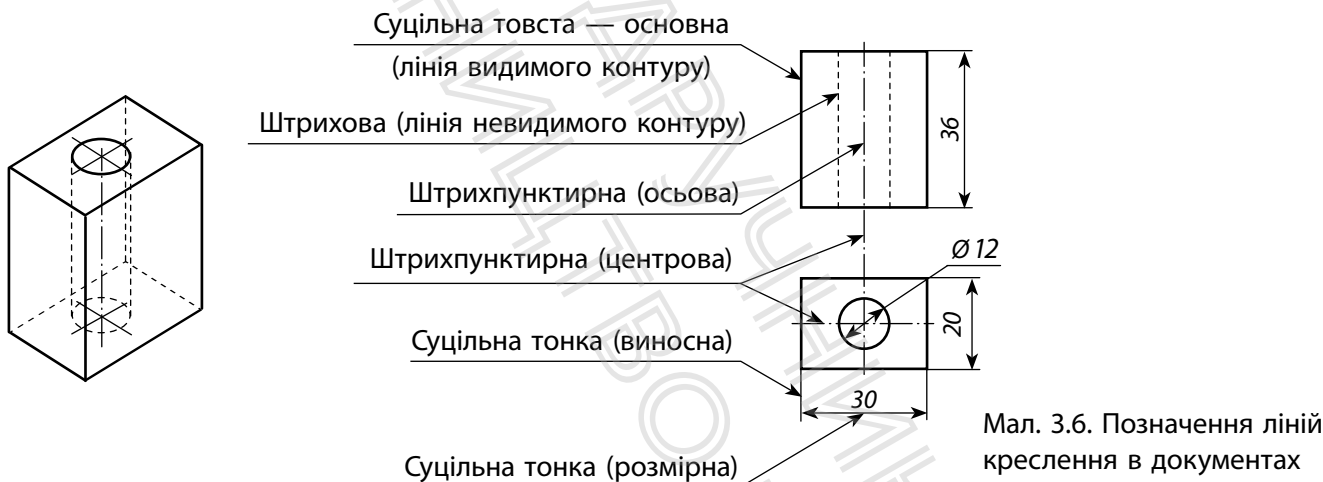 Суцільна товста — основна
(лінія видимого контуру)
Штрихова (лінія невидимого контуру)
36
Штрихпунктирна (осьова)
Штрихпунктирна (центрова)
Ø 12
20
Суцільна тонка (виносна)
30
Мал. 3.6. Позначення ліній
креслення в документах
Суцільна тонка (розмірна)